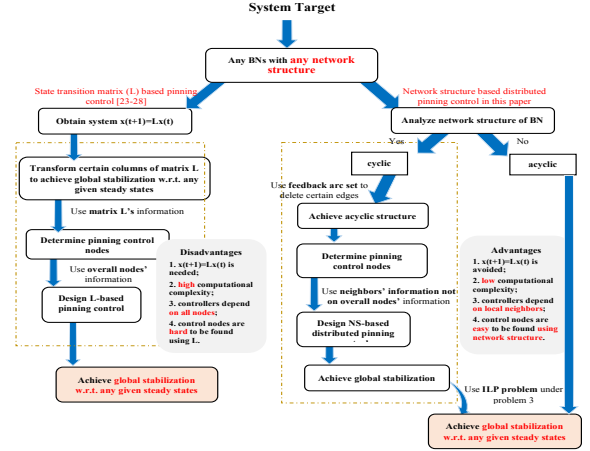 System Target
Any BNs with any network
structure
State transition matrix (L) based pinning
control [23-28]
Obtain system x(t+1)=Lx(t)
Transform certain columns of matrix L
to achieve global stabilization w.r.t. any
given steady states
Use matrix L's information
Determine pinning control
nodes
Use overall nodes'
information
Design L-based
pinning control
Achieve global stabilization
w.r.t. any given steady states
Disadvantages
1. x(t+1)=Lx(t) is
needed;
2. high computational
complexity;
3. controllers depend
on all nodes;
4. control nodes are
hard to be found
using L.
Network structure based distributed
pinning control in this paper
Analyze network structure of BN
Yes
No
cyclic
acyclic
Use feedback arc set to
delete certain edges
Achieve acyclic structure
Determine pinning
control nodes
Use neighbors' information not
on overall nodes' information
Design NS-based
distributed pinning
Achieve global stabilization
Advantages
1. x(t+1)=Lx(t) is
avoided;
2. low computational
complexity;
3. controllers depend
on local neighbors;
4. control nodes are
easy to be found using
network structure.
Use ILP problem under
problem 3
Achieve global stabilization
w.r.t. any given steady states